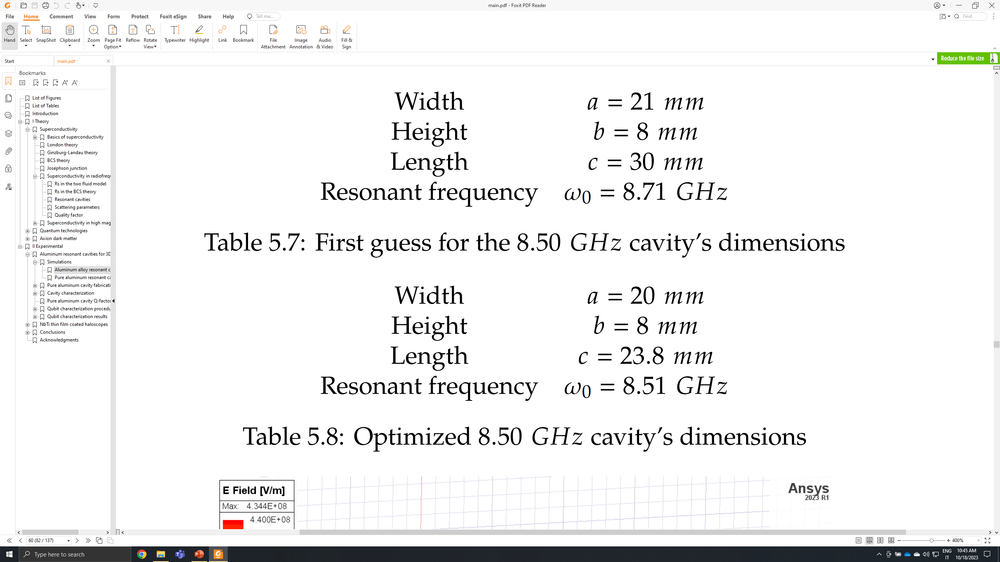 main.pdf - Foxit PDF Reader
File Home Comment View Form Protect Foxit eSign Share Help Tell me... Find
Hand Select SnapShot Clipboard Zoom Page Fit Option Reflow Rotate View Typewriter Highlight Link Bookmark File Attachment Image Annotation Audio & Video Fill & Sign
Start main.pdf Reduce the file size
Bookmarks
List of Figures
List of Tables
Introduction
I Theory
Superconductivity
Basics of superconductivity
London theory
Ginzburg-Landau theory
BCS theory
Josephson junction
Superconductivity in radiofrequ
Rs in the two fluid model
Rs in the BCS theory
Resonant cavities
Scattering parameters
Quality factor
Superconductivity in high mag
Quantum technologies
Axion dark matter
II Experimental
Aluminum resonant cavities for 3D
Simulations
Aluminum alloy resonant c
Pure aluminum resonant ca
Pure aluminum cavity fabricati
Cavity characterization
Pure aluminum cavity Q-facto
Qubit characterization procedu
Qubit characterization results
NbTi thin film coated haloscopes
Conclusions
Acknowledgments
Width a = 21 mm
Height b = 8 mm
Length c = 30 mm
Resonant frequency ω0 = 8.71 GHz
Table 5.7: First guess for the 8.50 GHz cavity's dimensions
Width a = 20 mm
Height b = 8 mm
Length c = 23.8 mm
Resonant frequency ω0 = 8.51 GHz
Table 5.8: Optimized 8.50 GHz cavity's dimensions
E Field [V/m]
Max: 4.344E+08
4.400E+08
Ansys
2023 R1
60 (82 / 137) 400%
Type here to search
ENG
IT
10:45 AM
10/18/2023